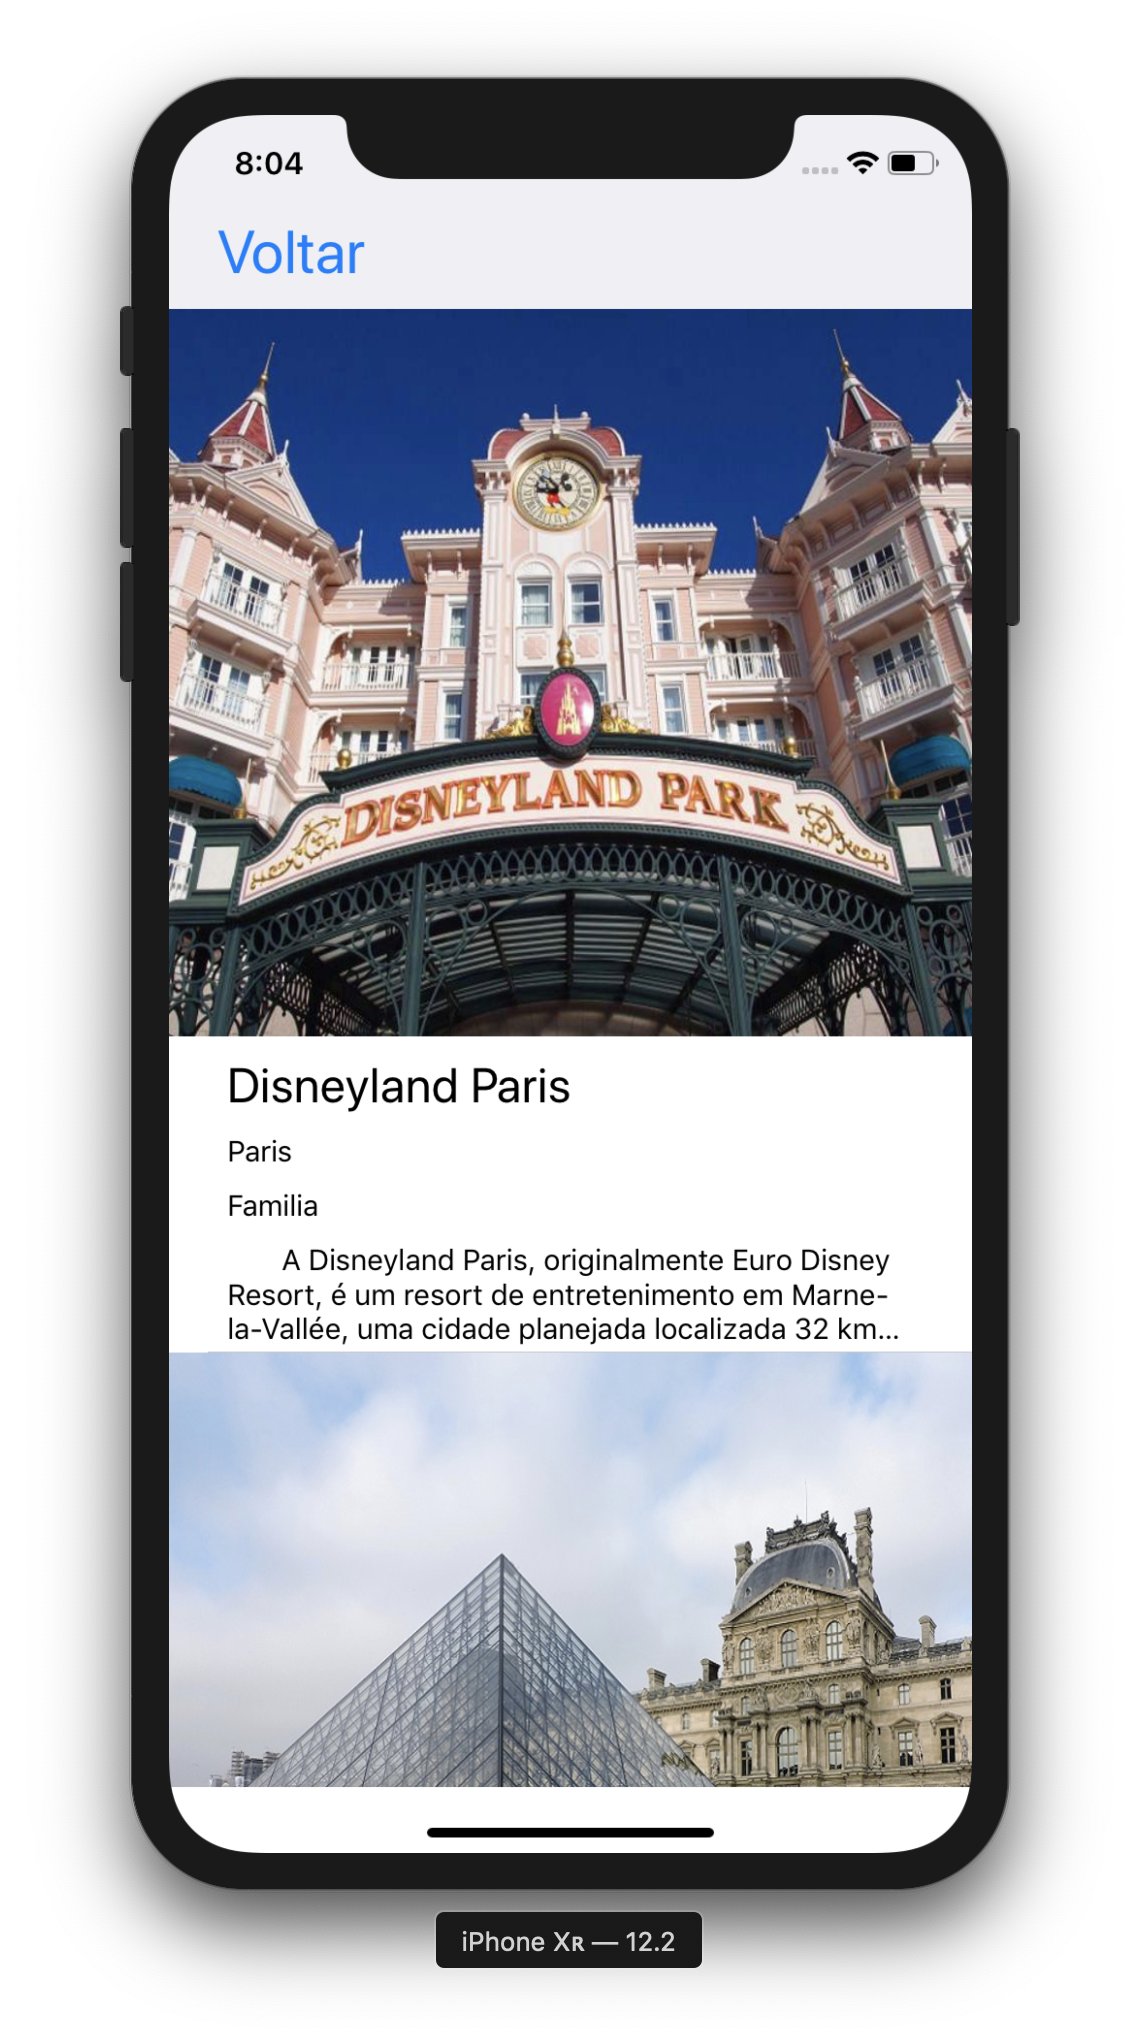 8:04
Voltar
DISNEYLAND PARK
Disneyland Paris
Paris
Familia
A Disneyland Paris, originalmente Euro Disney
Resort, é um resort de entretenimento em Marne-
la-Vallée, uma cidade planejada localizada 32 km...
iPhone XR — 12.2